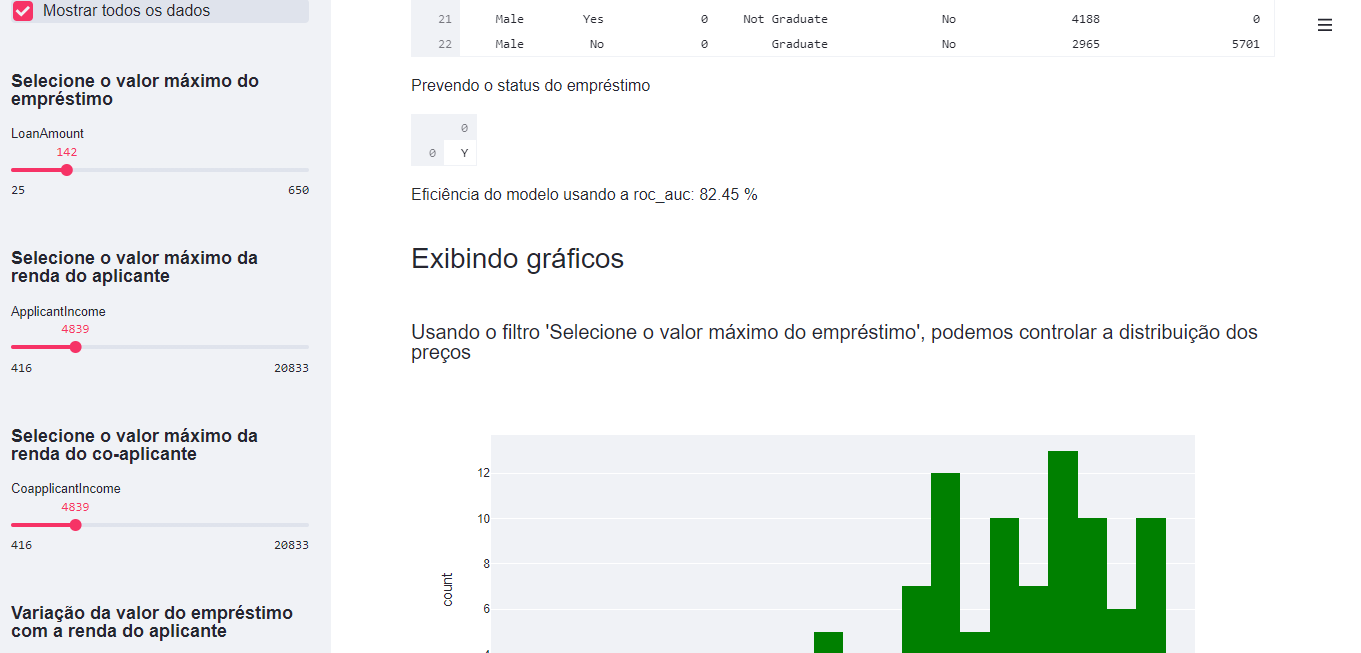 Mostrar todos os dados
Selecione o valor máximo do
empréstimo
LoanAmount
142
25 650
Selecione o valor máximo da
renda do aplicante
ApplicantIncome
4839
416 20833
Selecione o valor máximo da
renda do co-aplicante
CoapplicantIncome
4839
416 20833
Variação da valor do empréstimo
com a renda do aplicante
21 Male Yes 0 Not Graduate No 4188 0
22 Male No 0 Graduate No 2965 5701
Prevendo o status do empréstimo
0
0 Y
Eficiência do modelo usando a roc_auc: 82.45 %
Exibindo gráficos
Usando o filtro 'Selecione o valor máximo do empréstimo', podemos controlar a distribuição dos
preços
12
10
8
6
4
count